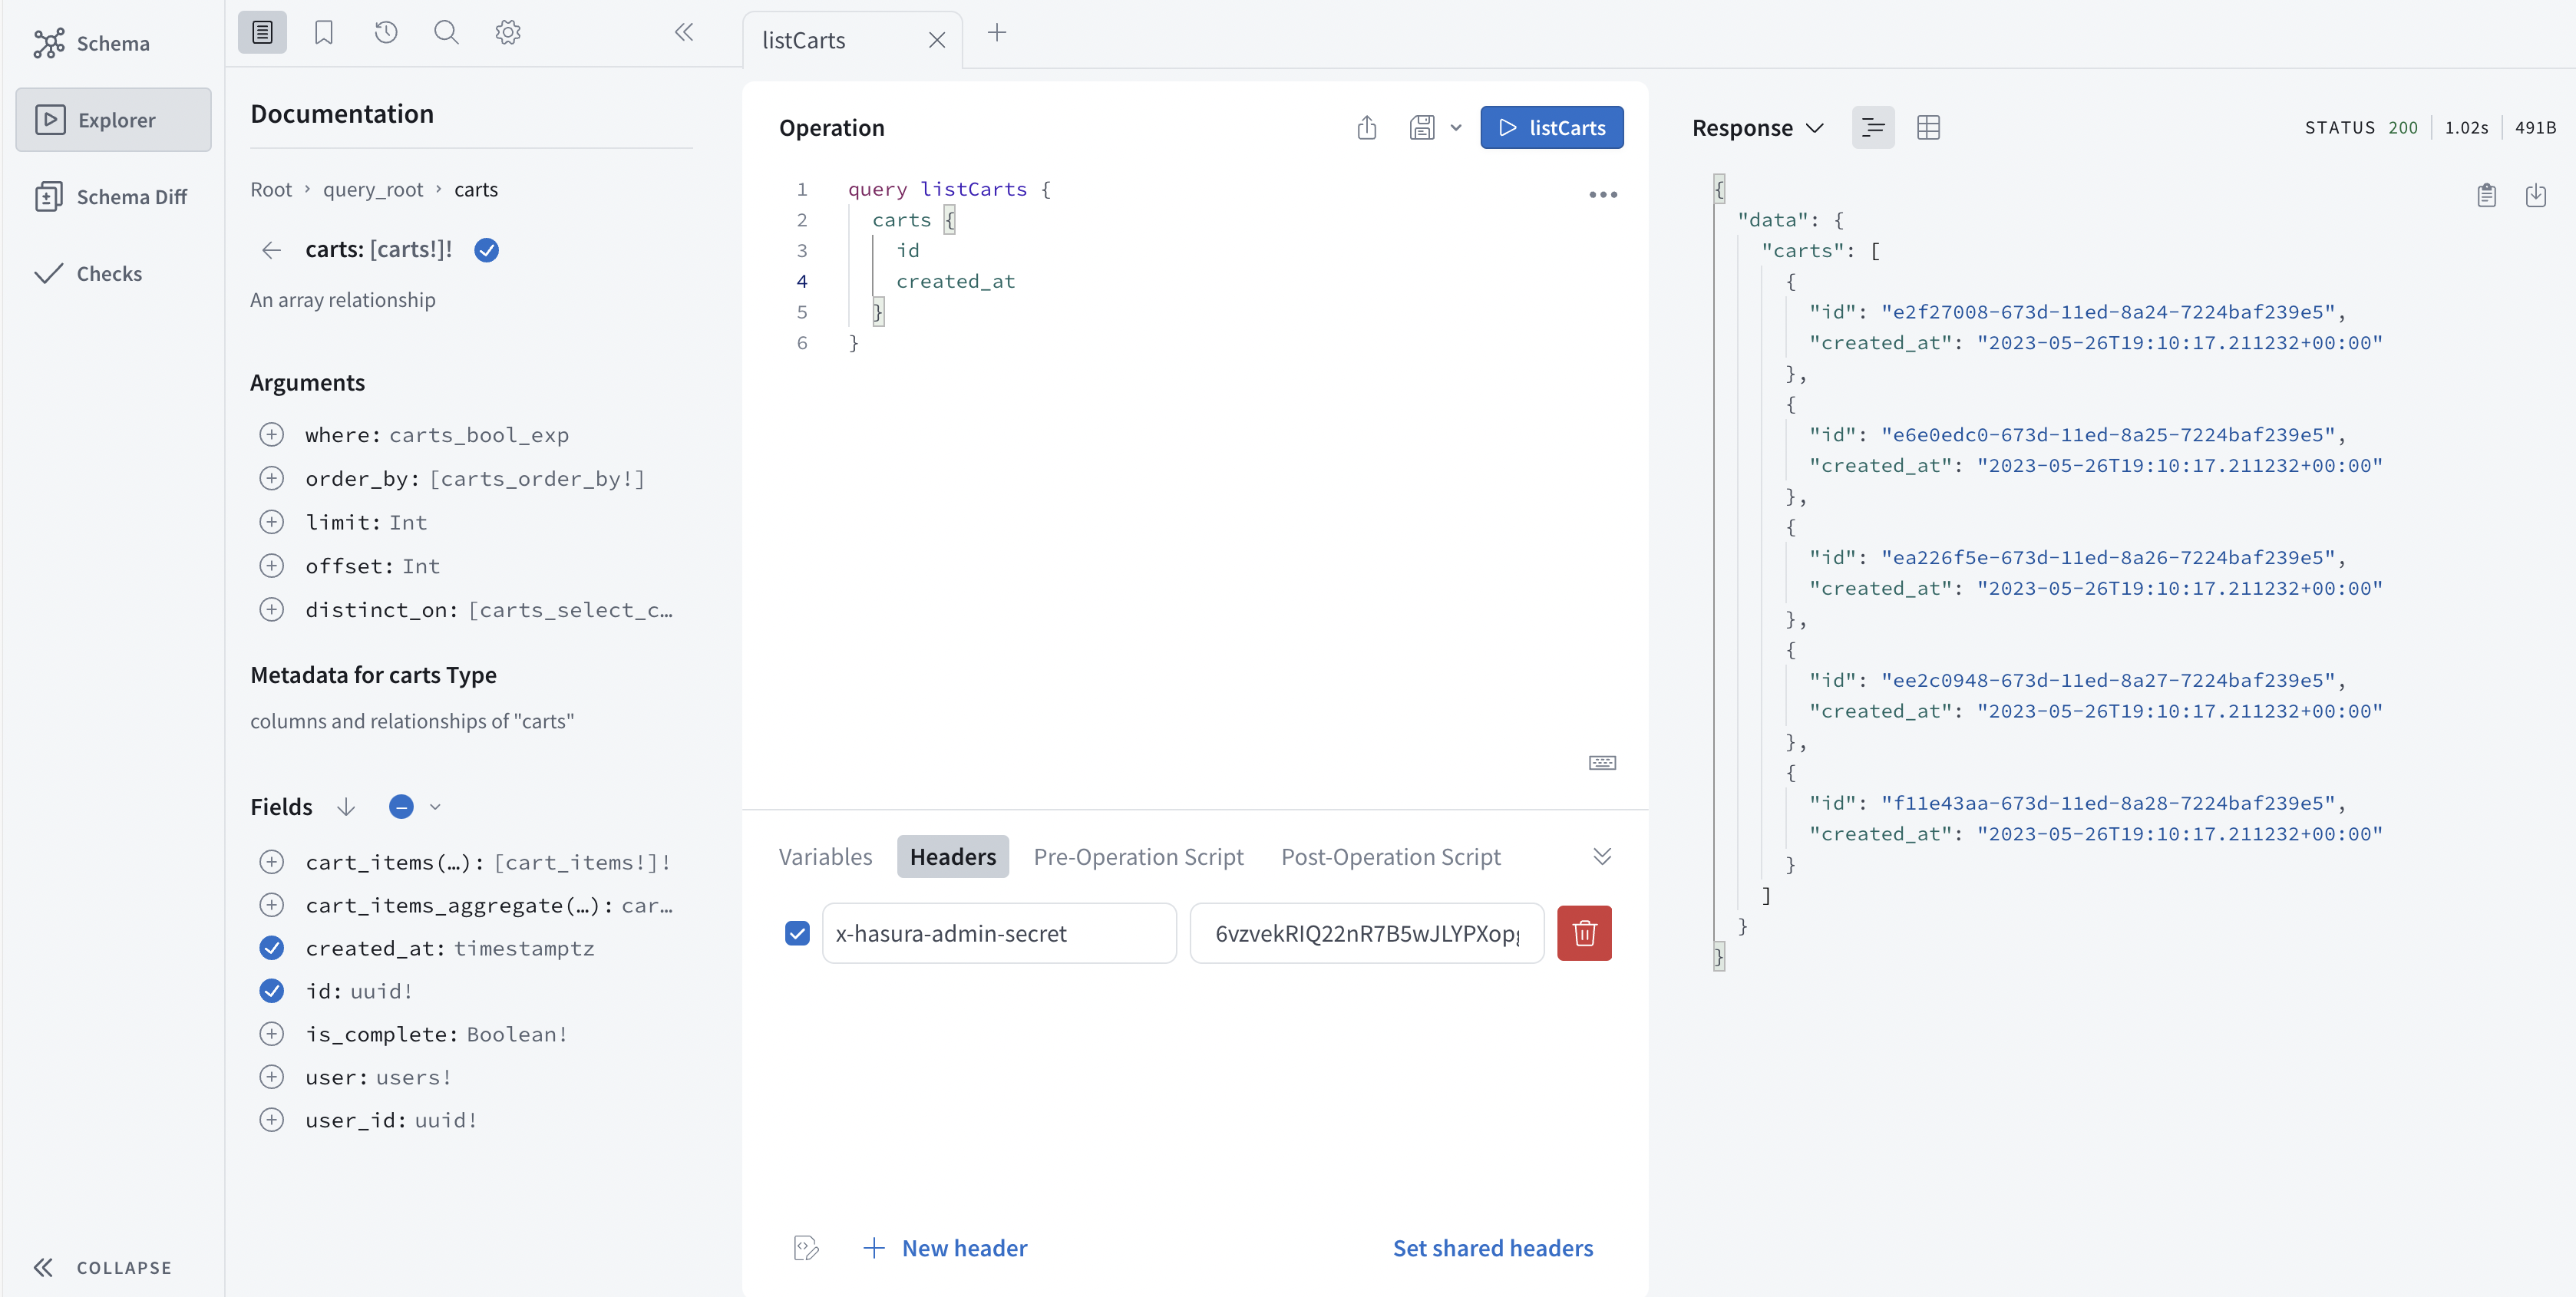 Schema
Explorer
Schema Diff
Checks
COLLAPSE
Documentation
Root › query_root › carts
carts: [carts!]!
An array relationship
Arguments
where: carts_bool_exp
order_by: [carts_order_by!]
limit: Int
offset: Int
distinct_on: [carts_select_c…
Metadata for carts Type
columns and relationships of "carts"
Fields
cart_items(…): [cart_items!]!
cart_items_aggregate(…): car…
created_at: timestamptz
id: uuid!
is_complete: Boolean!
user: users!
user_id: uuid!
listCarts
Operation
listCarts
1 query listCarts {
2 carts {
3 id
4 created_at
5 }
6 }
Variables Headers Pre-Operation Script Post-Operation Script
x-hasura-admin-secret 6vzvekRIQ22nR7B5wJLYPXop
New header Set shared headers
Response STATUS 200 1.02s 491B
{
"data": {
"carts": [
{
"id": "e2f27008-673d-11ed-8a24-7224baf239e5",
"created_at": "2023-05-26T19:10:17.211232+00:00"
},
{
"id": "e6e0edc0-673d-11ed-8a25-7224baf239e5",
"created_at": "2023-05-26T19:10:17.211232+00:00"
},
{
"id": "ea226f5e-673d-11ed-8a26-7224baf239e5",
"created_at": "2023-05-26T19:10:17.211232+00:00"
},
{
"id": "ee2c0948-673d-11ed-8a27-7224baf239e5",
"created_at": "2023-05-26T19:10:17.211232+00:00"
},
{
"id": "f11e43aa-673d-11ed-8a28-7224baf239e5",
"created_at": "2023-05-26T19:10:17.211232+00:00"
}
]
}
}